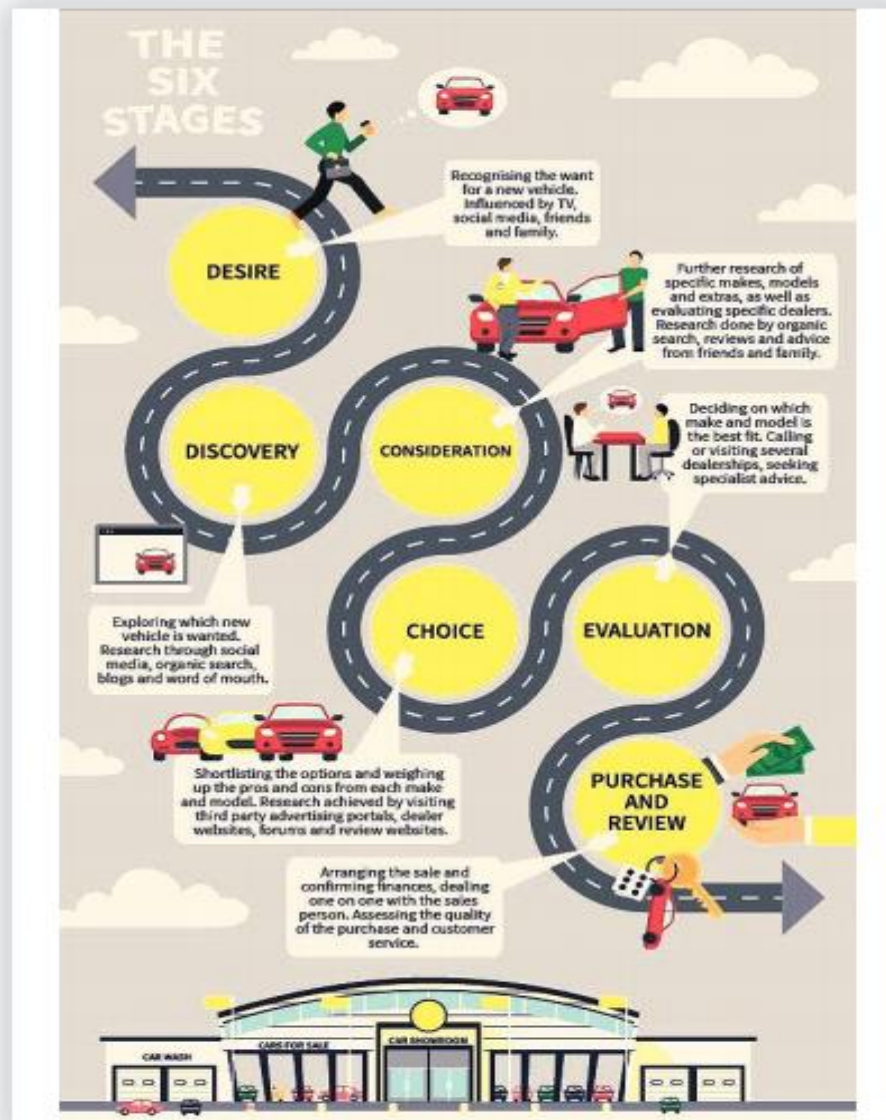 THE
SIX
STAGES
Recognising the want
for a new vehicle.
Influenced by TV,
social media, friends
and family.
DESIRE
Further research of
specific makes, models
and extras, as well as
evaluating specific dealers.
Research done by organic
search, reviews and advice
from friends and family.
DISCOVERY
CONSIDERATION
Deciding on which
make and model is
the best fit. Calling
or visiting several
dealerships, seeking
specialist advice.
Exploring which new
vehicle is wanted.
Research through social
media, organic search,
blogs and word of mouth.
CHOICE
EVALUATION
Shortlisting the options and weighing
up the pros and cons from each make
and model. Research achieved by visiting
third party advertising portals, dealer
websites, forums and review websites.
PURCHASE
AND
REVIEW
Arranging the sale and
confirming finances, dealing
one on one with the sales
person. Assessing the quality
of the purchase and customer
service.
CAR WASH
CARS FOR SALE
CAR SHOWROOM